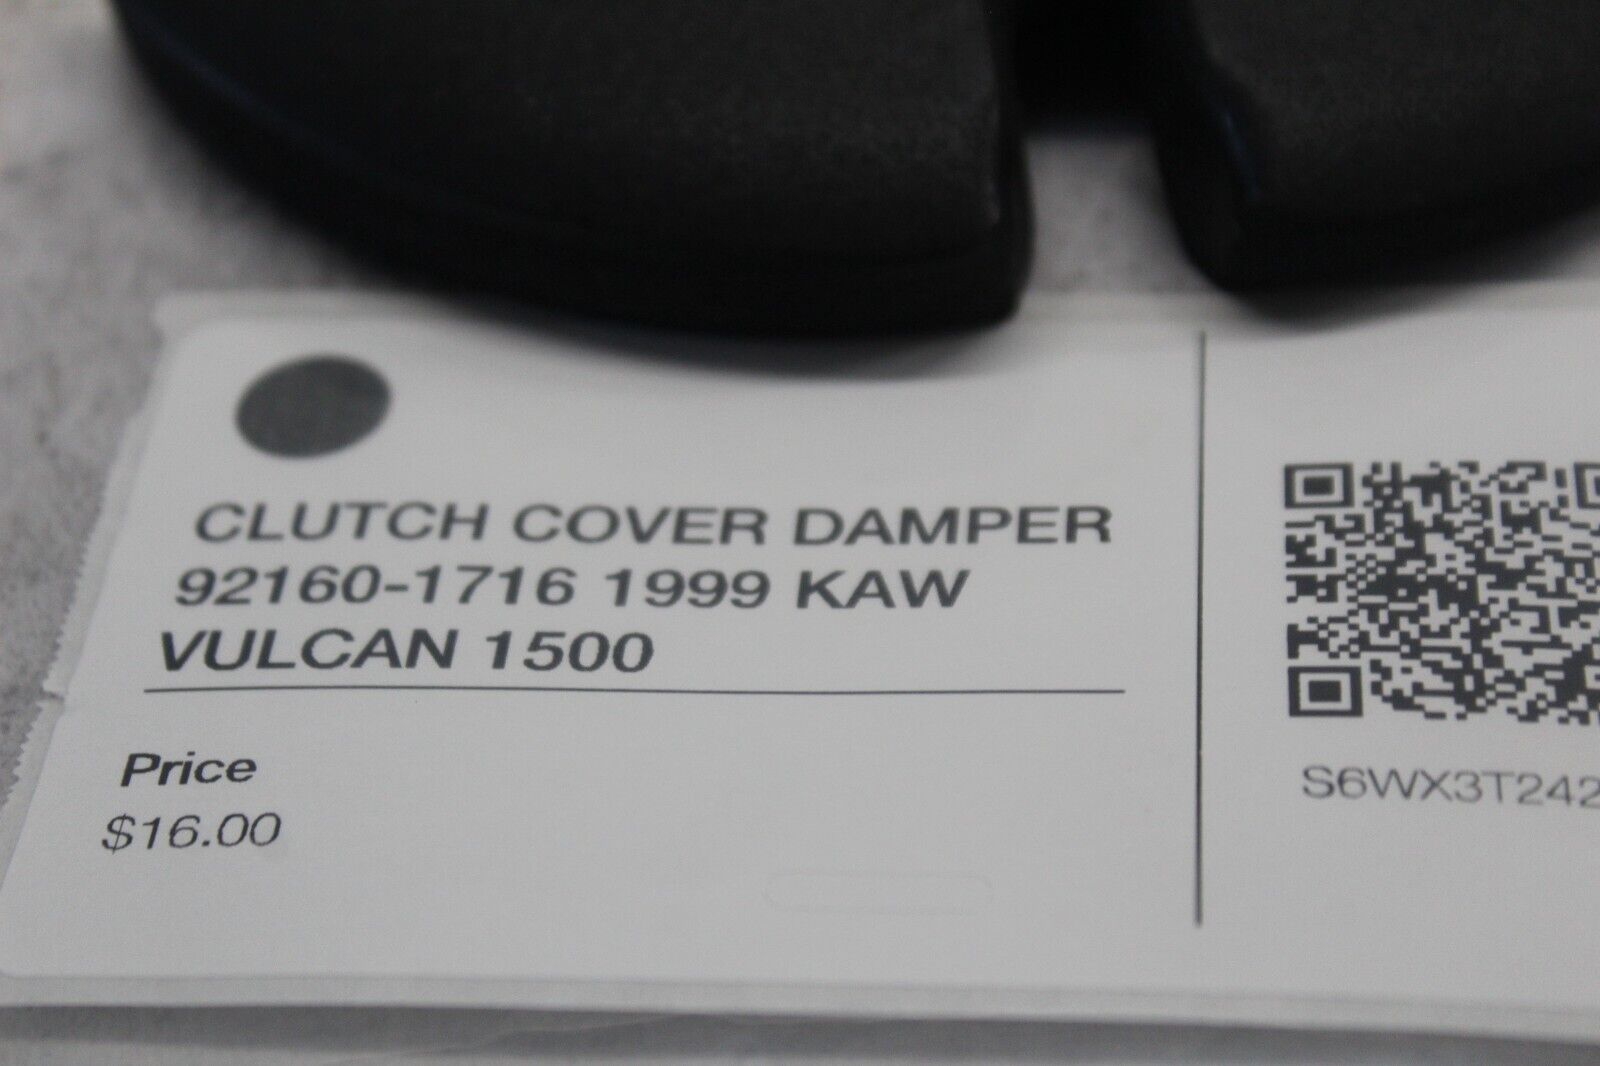 CLUTCH COVER DAMPER
92160-1716 1999 KAW
VULCAN 1500
Price
$16.00
S6WX3T242